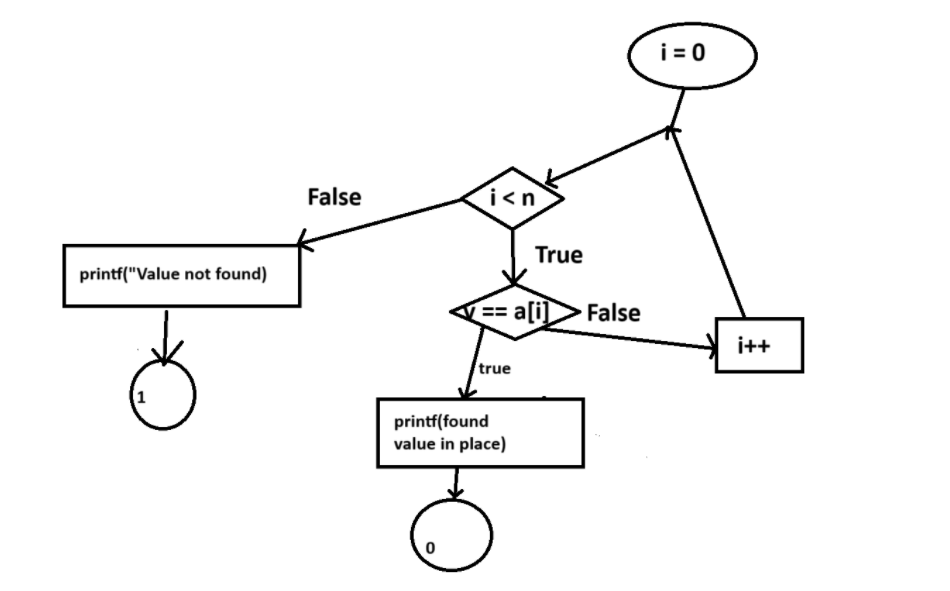 i = 0
i < n
False
printf("Value not found)
True
v == a[i]
False
i++
true
1
printf(found
value in place)
0